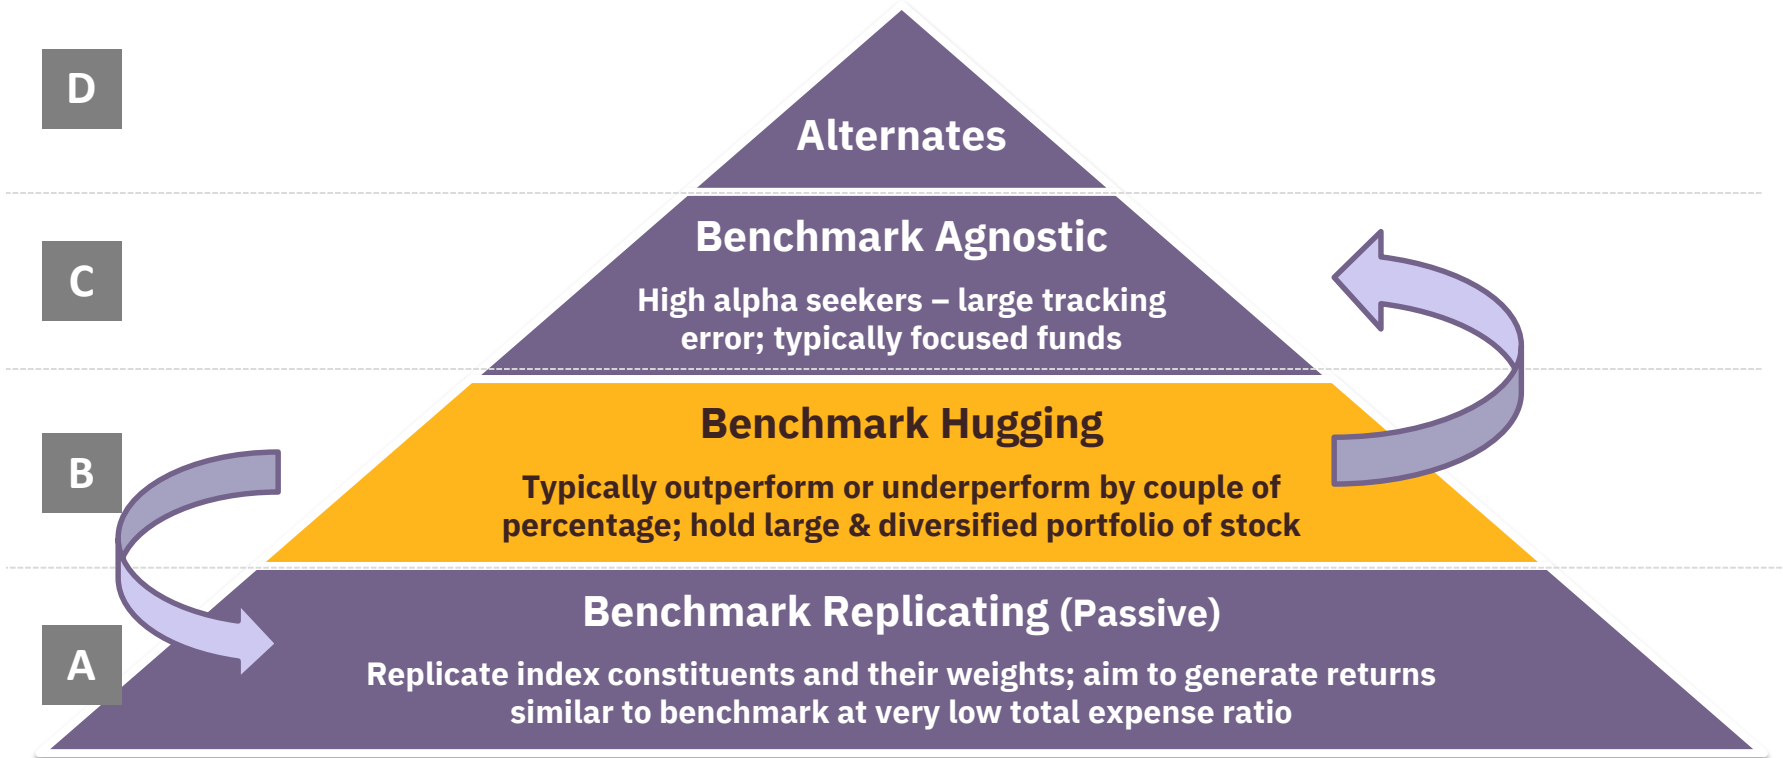 D
Alternates
C
Benchmark Agnostic
High alpha seekers – large tracking
error; typically focused funds
B
Benchmark Hugging
Typically outperform or underperform by couple of
percentage; hold large & diversified portfolio of stock
A
Benchmark Replicating (Passive)
Replicate index constituents and their weights; aim to generate returns
similar to benchmark at very low total expense ratio